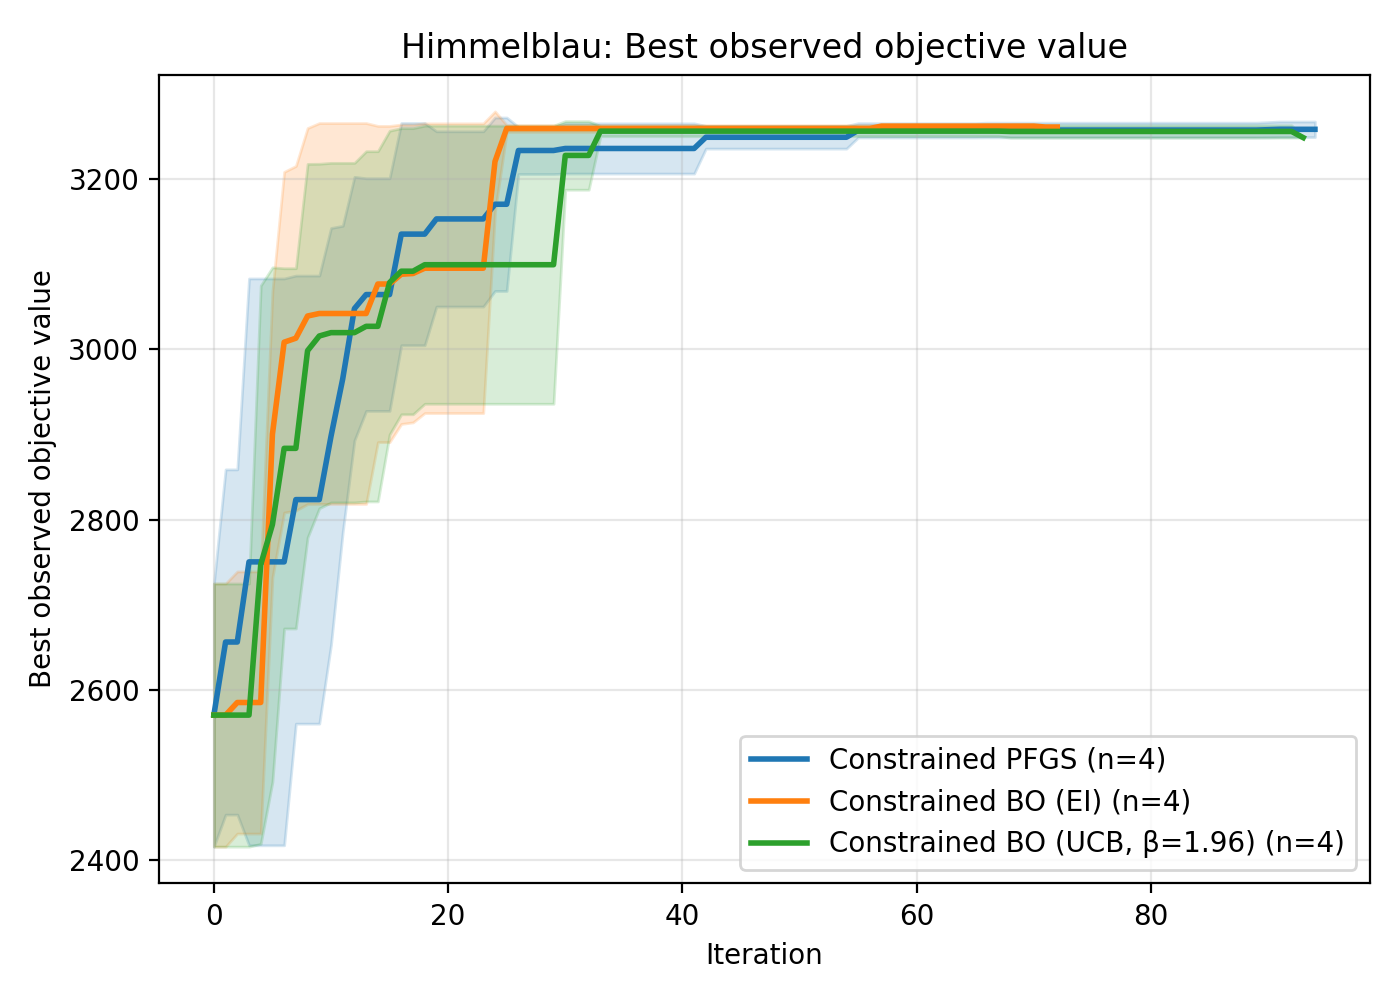 Himmelblau: Best observed objective value
Best observed objective value
3200
3000
2800
2600
2400
0 20 40 60 80
Iteration
Constrained PFGS (n=4)
Constrained BO (EI) (n=4)
Constrained BO (UCB, β=1.96) (n=4)